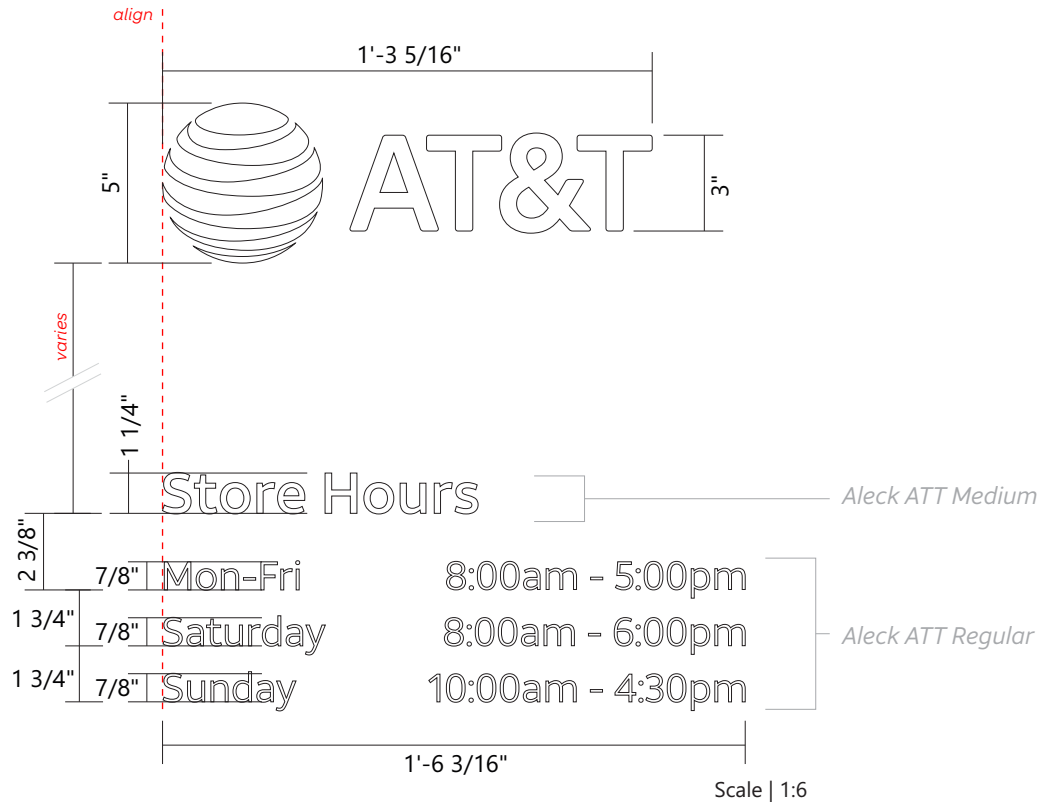 align
1'-3 5/16"
5"
AT&T
3"
varies
1 1/4"
Store Hours
Aleck ATT Medium
2 3/8"
7/8"
Mon-Fri 8:00am - 5:00pm
1 3/4"
7/8"
Saturday 8:00am - 6:00pm
Aleck ATT Regular
1 3/4"
7/8"
Sunday 10:00am - 4:30pm
1'-6 3/16"
Scale | 1:6